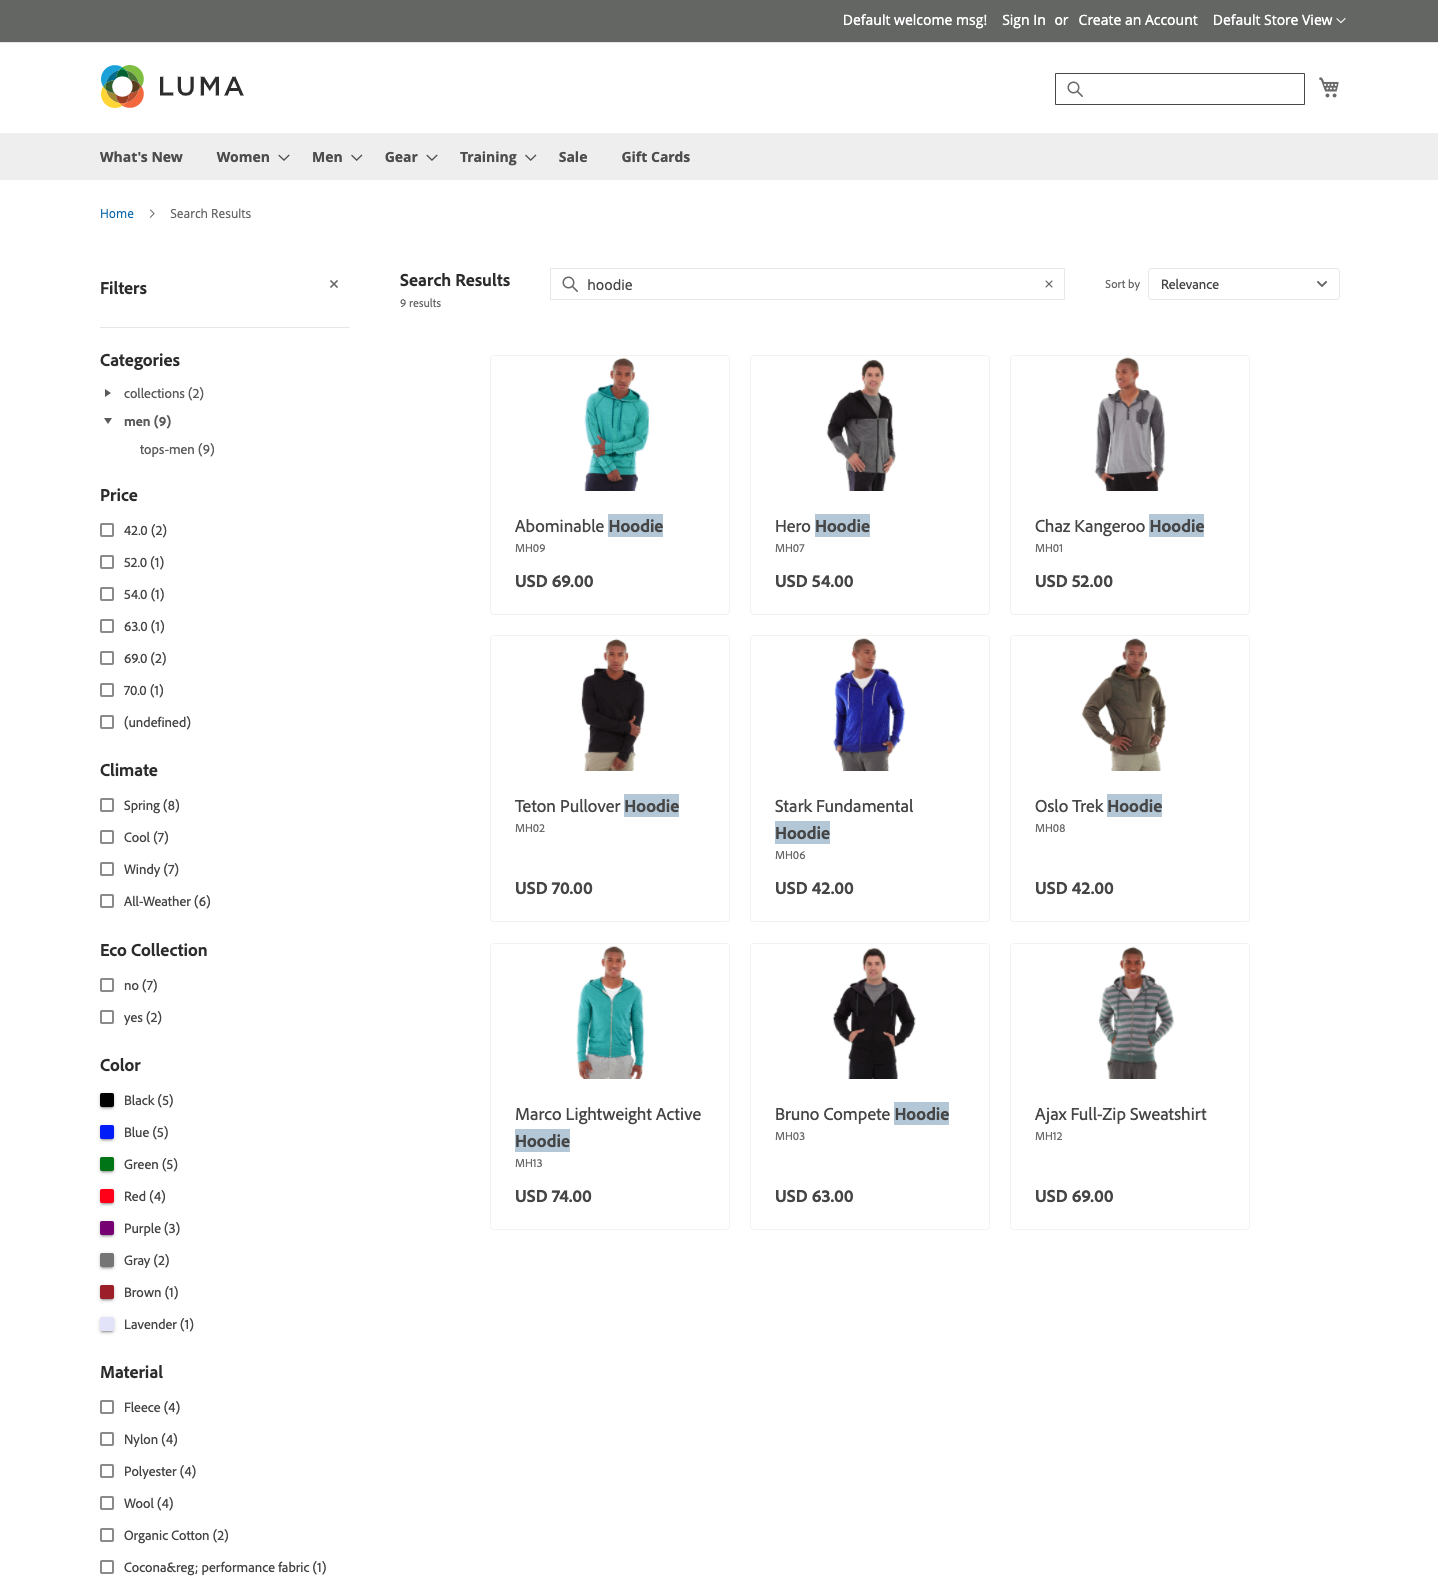 Default welcome msg! Sign In or Create an Account Default Store View
LUMA
What's New Women Men Gear Training Sale Gift Cards
Home Search Results
Filters
Categories
collections (2)
men (9)
tops-men (9)
Price
42.0 (2)
52.0 (1)
54.0 (1)
63.0 (1)
69.0 (2)
70.0 (1)
(undefined)
Climate
Spring (8)
Cool (7)
Windy (7)
All-Weather (6)
Eco Collection
no (7)
yes (2)
Color
Black (5)
Blue (5)
Green (5)
Red (4)
Purple (3)
Gray (2)
Brown (1)
Lavender (1)
Material
Fleece (4)
Nylon (4)
Polyester (4)
Wool (4)
Organic Cotton (2)
Cocona&reg; performance fabric (1)
Search Results
9 results
hoodie
Sort by Relevance
Abominable Hoodie
MH09
USD 69.00
Hero Hoodie
MH07
USD 54.00
Chaz Kangeroo Hoodie
MH01
USD 52.00
Teton Pullover Hoodie
MH02
USD 70.00
Stark Fundamental
Hoodie
MH06
USD 42.00
Oslo Trek Hoodie
MH08
USD 42.00
Marco Lightweight Active
Hoodie
MH13
USD 74.00
Bruno Compete Hoodie
MH03
USD 63.00
Ajax Full-Zip Sweatshirt
MH12
USD 69.00